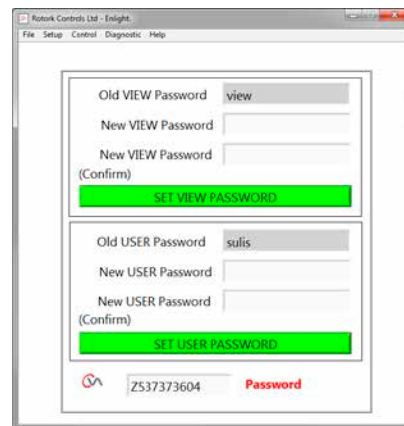 Rotork Controls Ltd - Enlight.
File Setup Control Diagnostic Help
Old VIEW Password view
New VIEW Password
New VIEW Password
(Confirm)
SET VIEW PASSWORD
Old USER Password sulis
New USER Password
New USER Password
(Confirm)
SET USER PASSWORD
Z537373604 Password